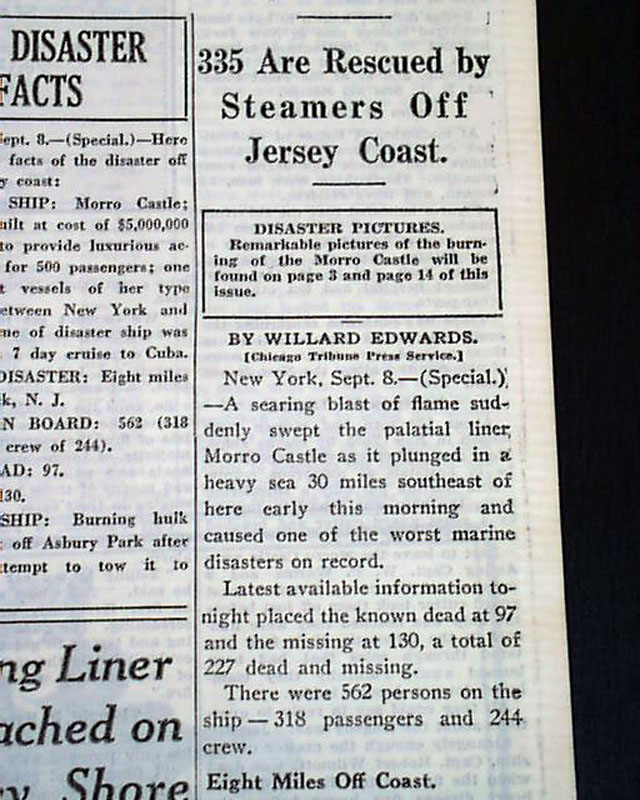 DISASTER
FACTS
Sept. 8.—(Special.)—Here
facts of the disaster off
y coast:
SHIP: Morro Castle;
uilt at cost of $5,000,000
to provide luxurious ac-
for 500 passengers; one
t vessels of her type
etween New York and
ne of disaster ship was
7 day cruise to Cuba.
DISASTER: Eight miles
k, N. J.
N BOARD: 562 (318
crew of 244).
AD: 97.
130.
SHIP: Burning hulk
off Asbury Park after
ttempt to tow it to
ng Liner
ached on
ey Shore
335 Are Rescued by
Steamers Off
Jersey Coast.
DISASTER PICTURES.
Remarkable pictures of the burn-
ing of the Morro Castle will be
found on page 3 and page 14 of this
issue.
BY WILLARD EDWARDS.
[Chicago Tribune Press Service.]
New York, Sept. 8.—(Special.)
—A searing blast of flame sud-
denly swept the palatial liner,
Morro Castle as it plunged in a
heavy sea 30 miles southeast of
here early this morning and
caused one of the worst marine
disasters on record.
Latest available information to-
night placed the known dead at 97
and the missing at 130, a total of
227 dead and missing.
There were 562 persons on the
ship — 318 passengers and 244
crew.
Eight Miles Off Coast.